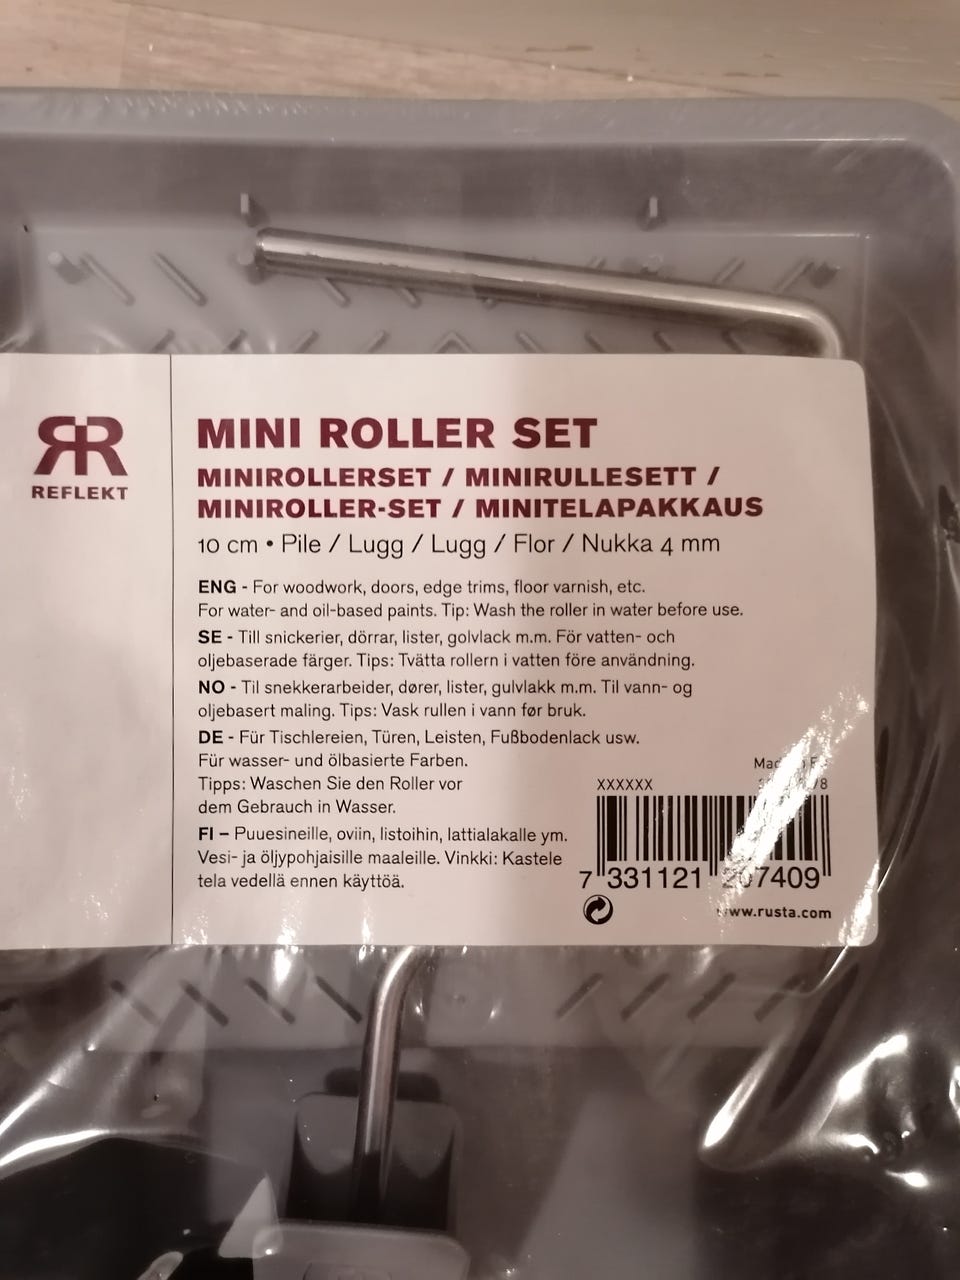 REFLEKT
MINI ROLLER SET
MINIROLLERSET / MINIRULLESETT /
MINIROLLER-SET / MINITELAPAKKAUS
10 cm • Pile / Lugg / Lugg / Flor / Nukka 4 mm
ENG - For woodwork, doors, edge trims, floor varnish, etc.
For water- and oil-based paints. Tip: Wash the roller in water before use.
SE - Till snickerier, dörrar, lister, golvlack m.m. För vatten- och
oljebaserade färger. Tips: Tvätta rollern i vatten före användning.
NO - Til snekkerarbeider, dører, lister, gulvlakk m.m. Til vann- og
oljebasert maling. Tips: Vask rullen i vann før bruk.
DE - Für Tischlereien, Türen, Leisten, Fußbodenlack usw.
Für wasser- und ölbasierte Farben.
Tipps: Waschen Sie den Roller vor
dem Gebrauch in Wasser.
FI – Puuesineille, oviin, listoihin, lattialakalle ym.
Vesi- ja öljypohjaisille maaleille. Vinkki: Kastele
tela vedellä ennen käyttöä.
XXXXXX
7 331121 207409
www.rusta.com